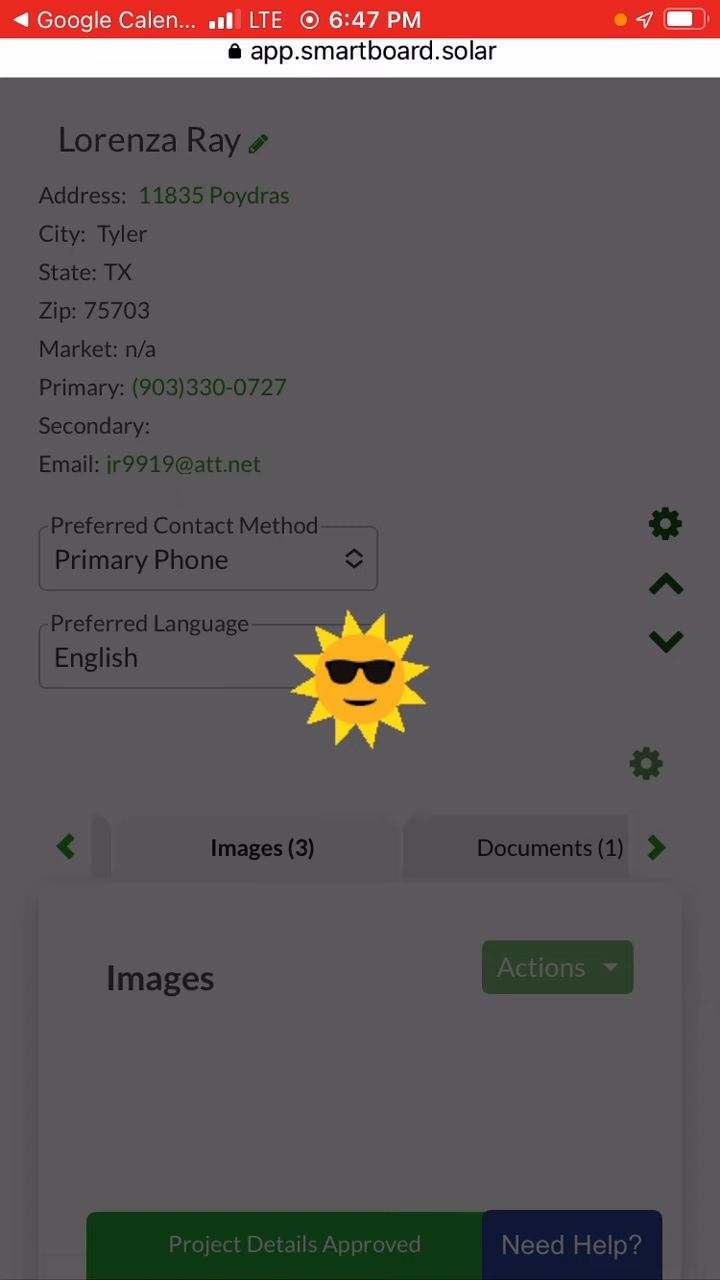 Google Calen... LTE 6:47 PM
app.smartboard.solar
Lorenza Ray
Address: 11835 Poydras
City: Tyler
State: TX
Zip: 75703
Market: n/a
Primary: (903)330-0727
Secondary:
Email: jr9919@att.net
Preferred Contact Method
Primary Phone
Preferred Language
English
Images (3) Documents (1)
Images Actions
Project Details Approved Need Help?